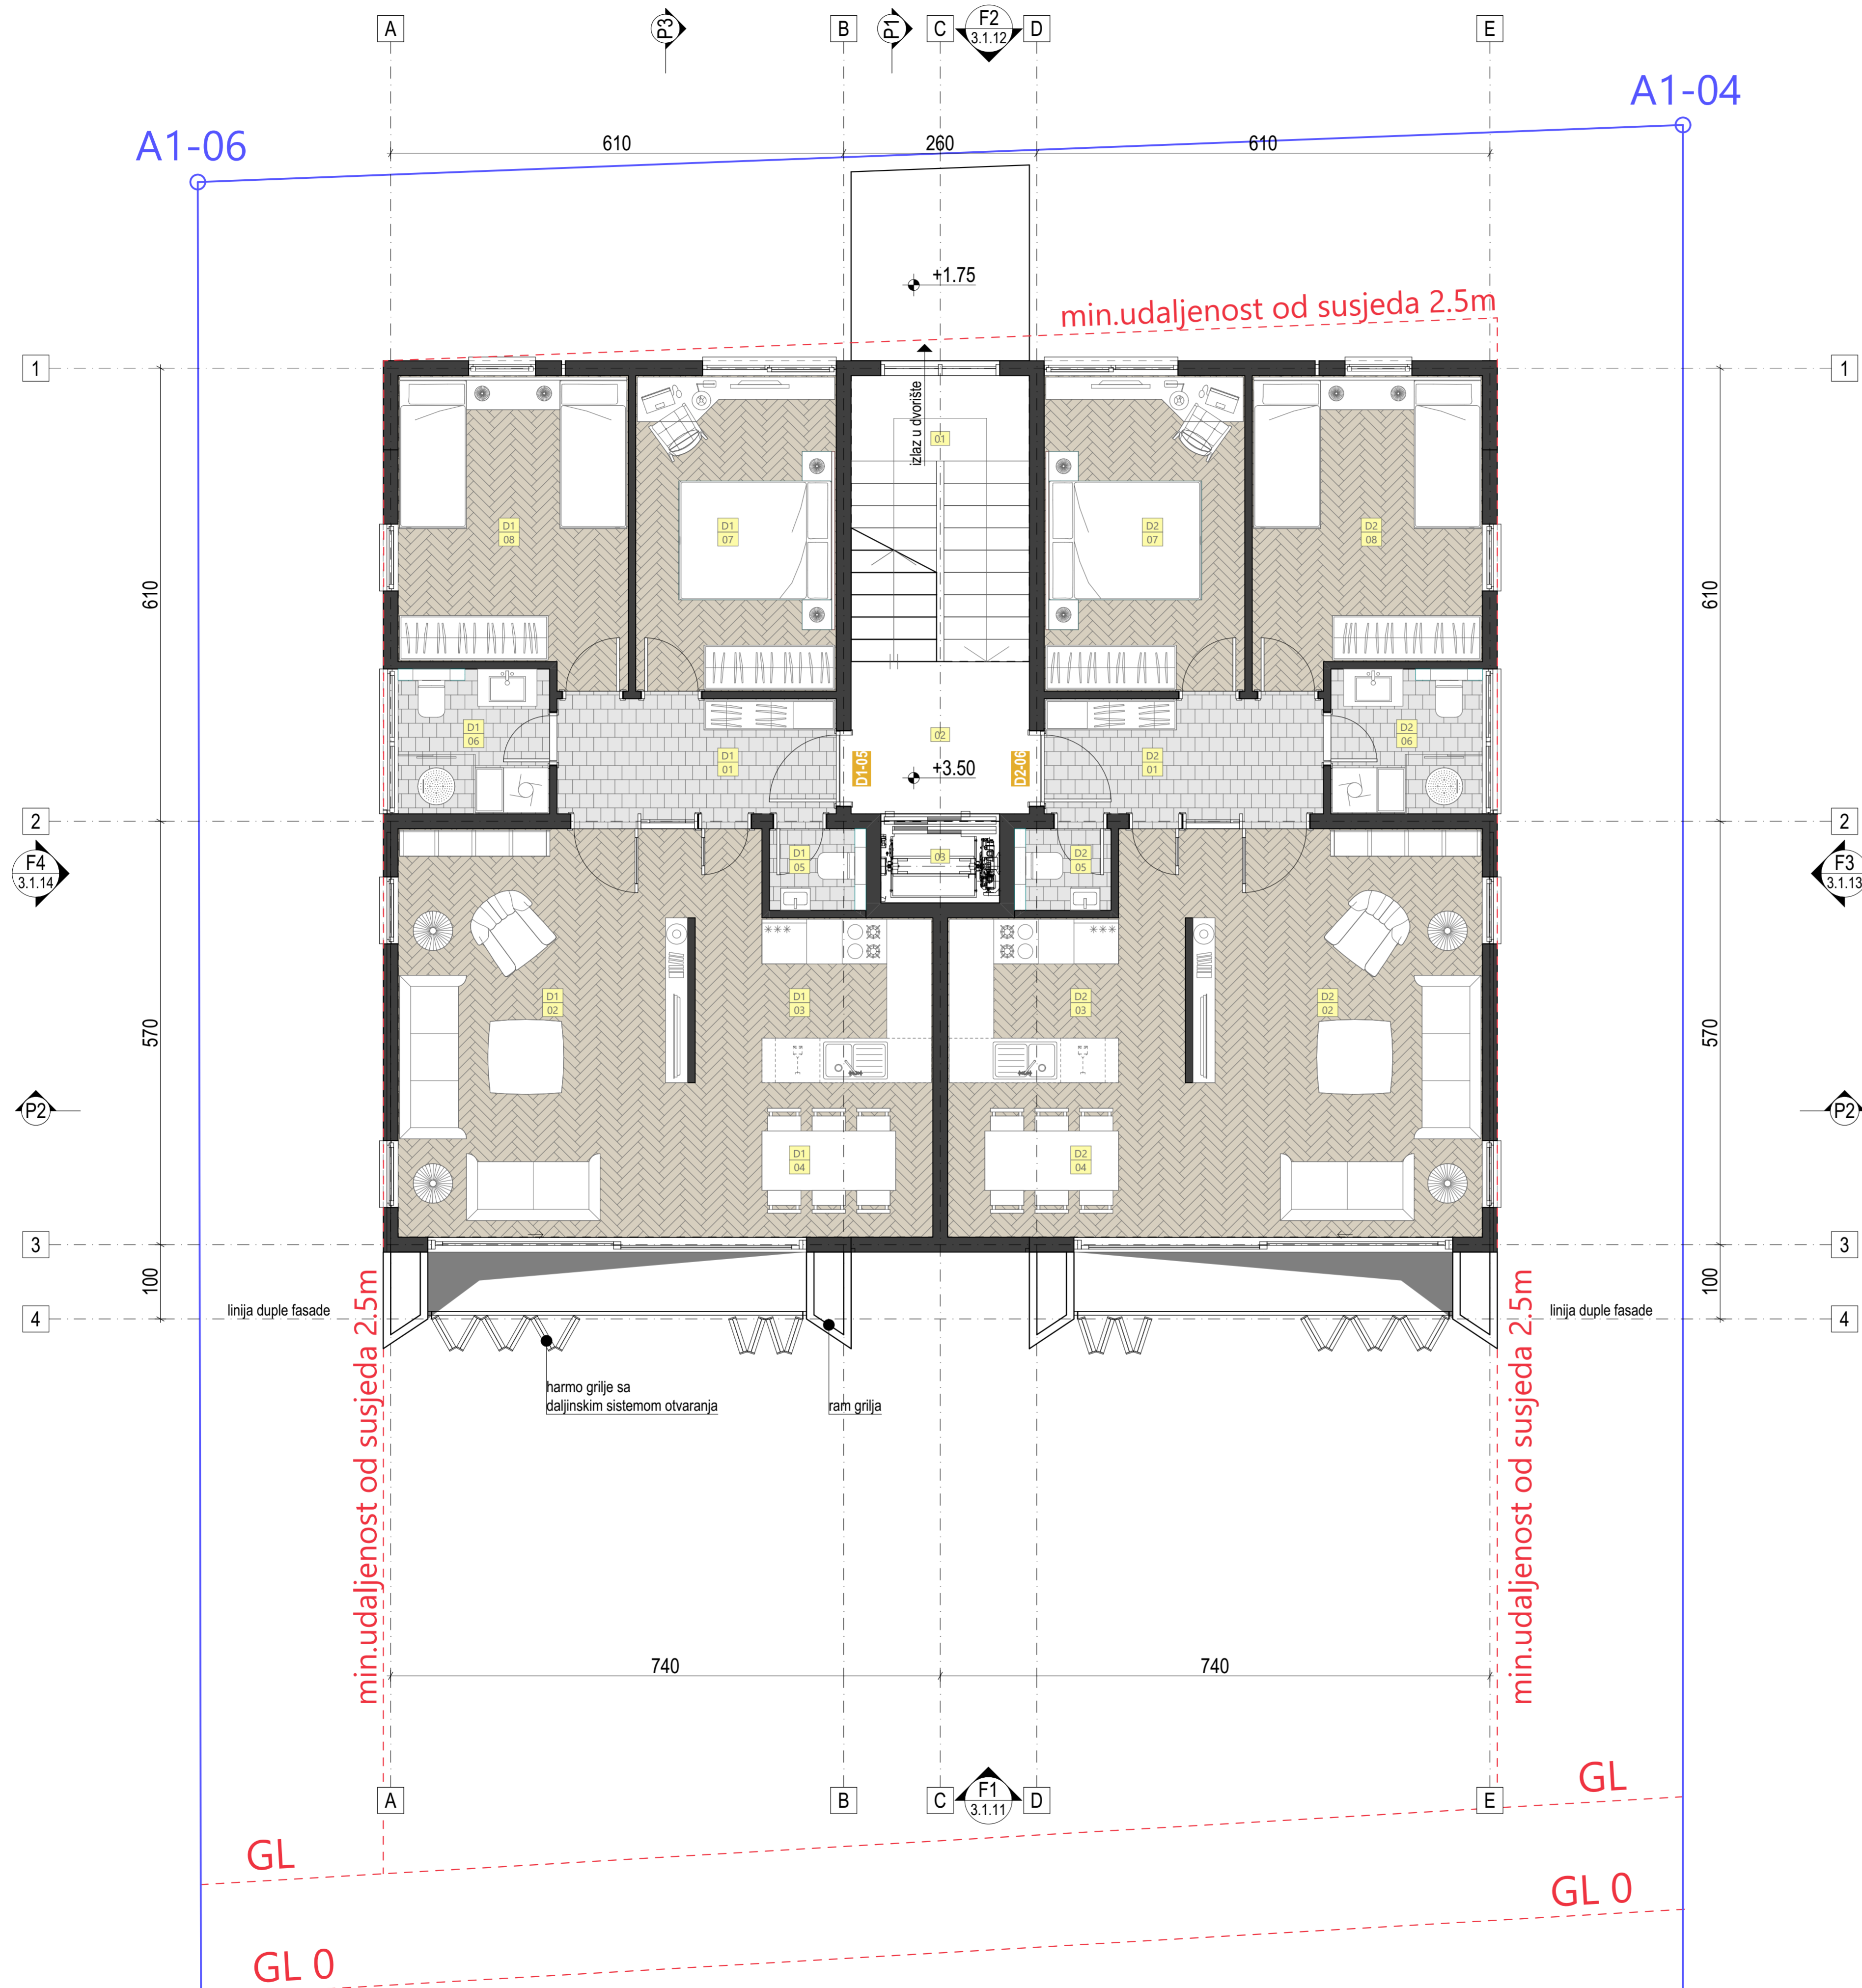 A
P3
B
P1
C
F2
3.1.12
D
E
A1-04
A1-06
610
260
610
+1.75
min.udaljenost od susjeda 2.5m
1
1
izlaz u dvorište
01
D1
08
D1
07
D2
07
D2
08
610
610
D1
06
D1
01
D1-05
02
+3.50
D2-06
D2
01
D2
06
2
2
F4
3.1.14
D1
05
03
D2
05
F3
3.1.13
D1
02
D1
03
D2
03
D2
02
570
570
P2
P2
D1
04
D2
04
3
3
100
100
linija duple fasade
linija duple fasade
4
4
min.udaljenost od susjeda 2.5m
min.udaljenost od susjeda 2.5m
harmo grilje sa
daljinskim sistemom otvaranja
ram grilja
740
740
A
B
C
F1
3.1.11
D
E
GL
GL
GL 0
GL 0